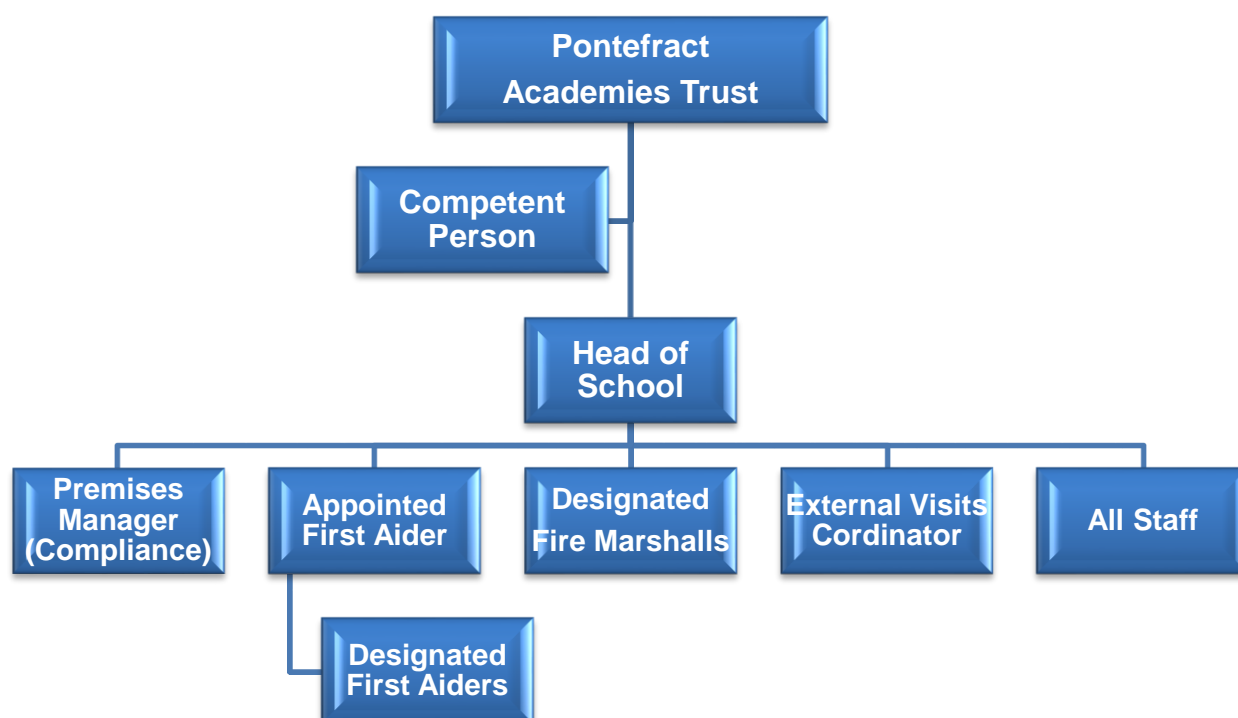 Pontefract
Academies Trust
Competent
Person
Head of
School
Premises
Manager
(Compliance)
Appointed
First Aider
Designated
Fire Marshalls
External Visits
Cordinator
All Staff
Designated
First Aiders